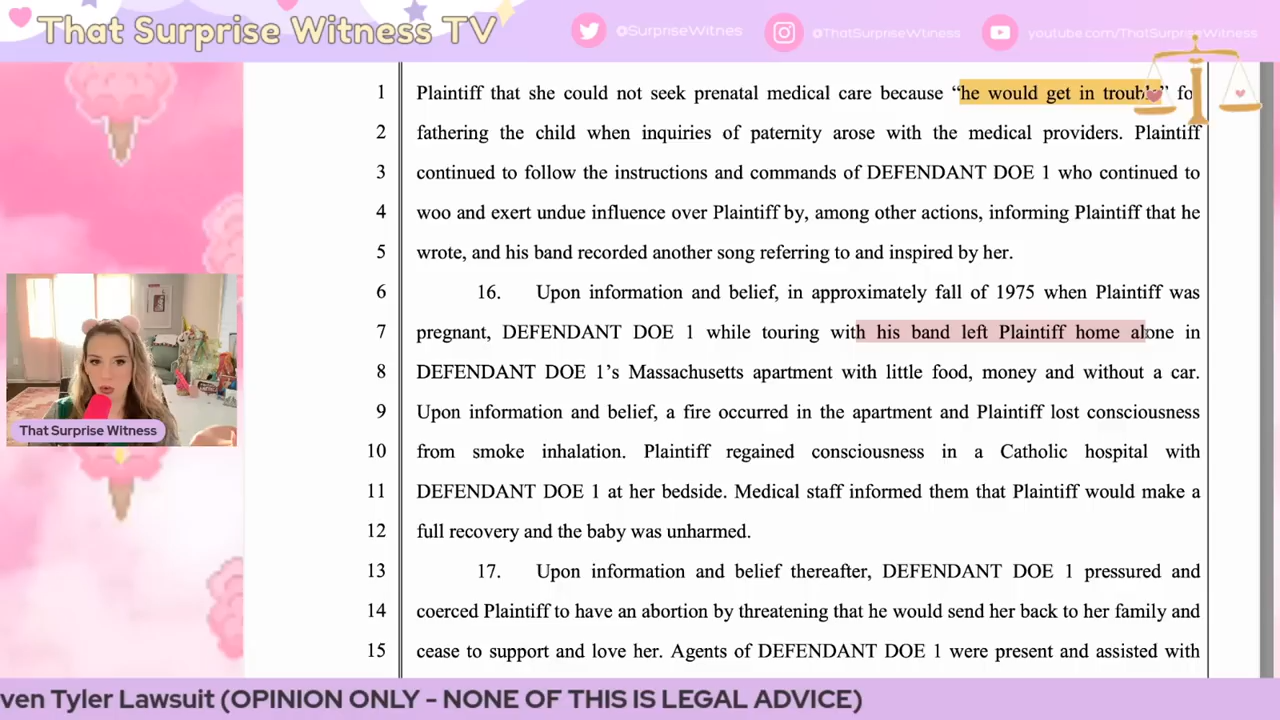 That Surprise Witness TV
@SurpriseWitnes
@ThatSurpriseWitness
youtube.com/ThatSurpriseWitness
1 Plaintiff that she could not seek prenatal medical care because “he would get in trouble” fo
2 fathering the child when inquiries of paternity arose with the medical providers. Plaintiff
3 continued to follow the instructions and commands of DEFENDANT DOE 1 who continued to
4 woo and exert undue influence over Plaintiff by, among other actions, informing Plaintiff that he
5 wrote, and his band recorded another song referring to and inspired by her.
6 16. Upon information and belief, in approximately fall of 1975 when Plaintiff was
7 pregnant, DEFENDANT DOE 1 while touring with his band left Plaintiff home alone in
8 DEFENDANT DOE 1’s Massachusetts apartment with little food, money and without a car.
9 Upon information and belief, a fire occurred in the apartment and Plaintiff lost consciousness
10 from smoke inhalation. Plaintiff regained consciousness in a Catholic hospital with
11 DEFENDANT DOE 1 at her bedside. Medical staff informed them that Plaintiff would make a
12 full recovery and the baby was unharmed.
13 17. Upon information and belief thereafter, DEFENDANT DOE 1 pressured and
14 coerced Plaintiff to have an abortion by threatening that he would send her back to her family and
15 cease to support and love her. Agents of DEFENDANT DOE 1 were present and assisted with
That Surprise Witness
ven Tyler Lawsuit (OPINION ONLY - NONE OF THIS IS LEGAL ADVICE)